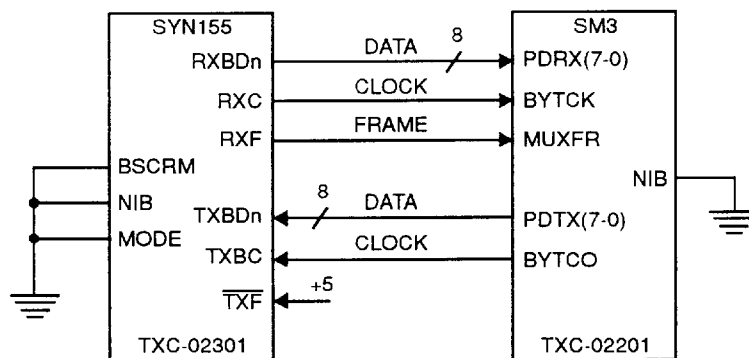 SYN155
SM3
RXBDn
DATA
8
PDRX(7-0)
RXC
CLOCK
BYTCK
RXF
FRAME
MUXFR
BSCRM
NIB
MODE
NIB
TXBDn
8
DATA
PDTX(7-0)
TXBC
CLOCK
BYTCO
TXF
+5
TXC-02301
TXC-02201